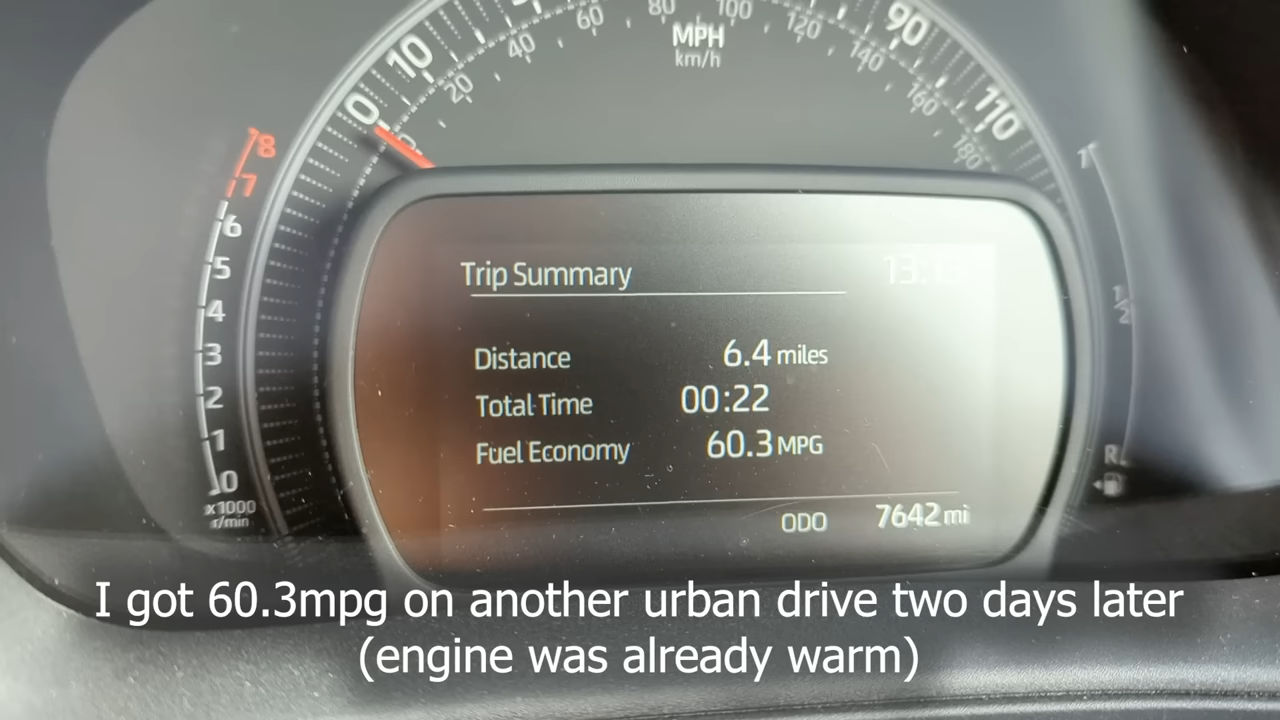 80 100
60 120
MPH
40 km/h 140
90
10
20
160
0
110
180
8
7
6
5
4
3
2
1
0
x1000
r/min
1
1/2
R
Trip Summary
Distance 6.4 miles
Total Time 00:22
Fuel Economy 60.3 MPG
ODO 7642 mi
I got 60.3mpg on another urban drive two days later
(engine was already warm)